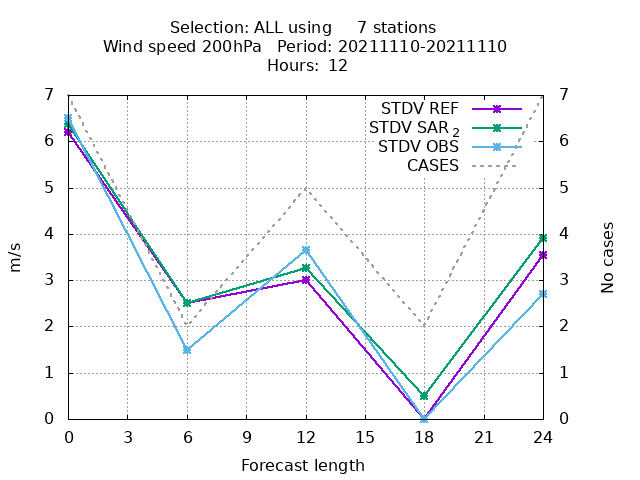 Selection: ALL using     7 stations
Wind speed 200hPa   Period: 20211110-20211110
Hours:  12
STDV REF
STDV SAR 2
STDV OBS
CASES
7
6
5
4
3
2
1
0
m/s
7
6
5
4
3
2
1
0
No cases
0 3 6 9 12 15 18 21 24
Forecast length